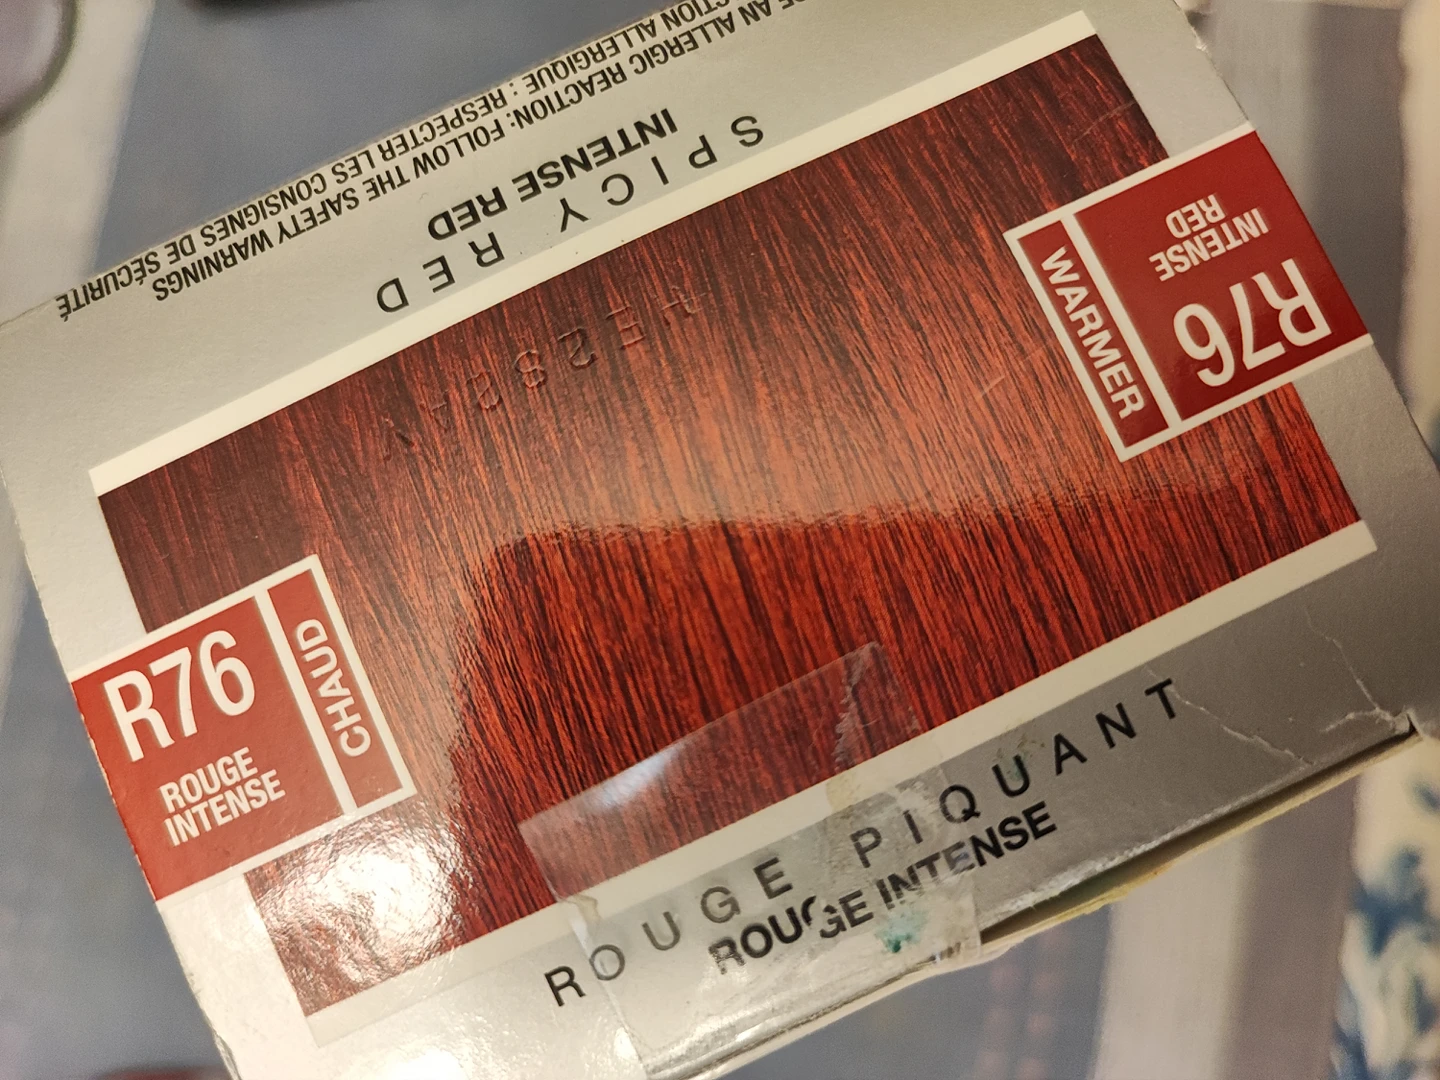 R76
ROUGE
INTENSE
CHAUD
ROUGE PIQUANT
ROUGE INTENSE
R76
INTENSE
RED
WARMER
SPICY RED
INTENSE RED
AN ALLERGIC REACTION: FOLLOW THE SAFETY WARNINGS
ALLERGIQUE : RESPECTER LES CONSIGNES DE SÉCURITÉ